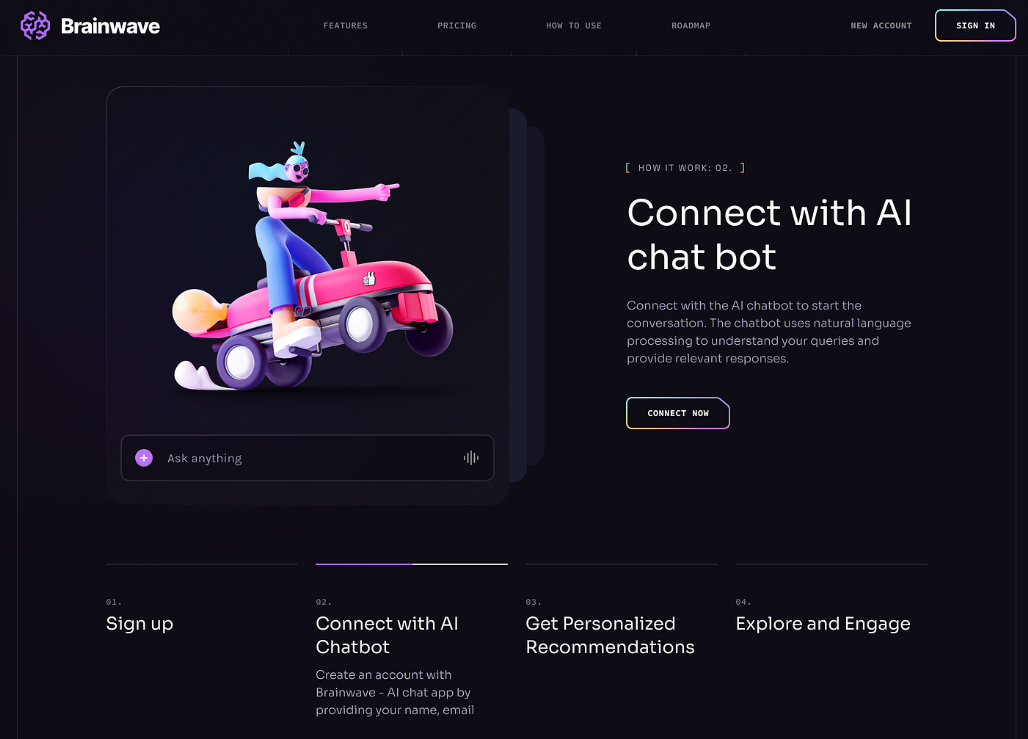 Brainwave
FEATURES
PRICING
HOW TO USE
ROADMAP
NEW ACCOUNT
SIGN IN
[ HOW IT WORK: 02. ]
Connect with AI
chat bot
Connect with the AI chatbot to start the
conversation. The chatbot uses natural language
processing to understand your queries and
provide relevant responses.
CONNECT NOW
Ask anything
01.
Sign up
02.
Connect with AI
Chatbot
Create an account with
Brainwave - AI chat app by
providing your name, email
03.
Get Personalized
Recommendations
04.
Explore and Engage